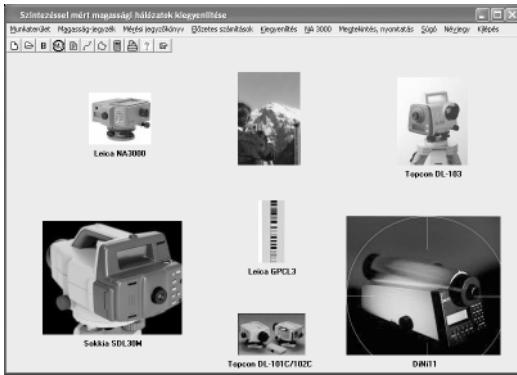 Szintezéssel mért magassági hálózatok kiegyenlítése
Munkaterület Magasság-jegyzék Mérési jegyzőkönyv Előzetes számítások Kiegyenlítés NA 3000 Megtekintés, nyomtatás Súgó Névjegy Kilépés
Leica NA3000
Topcon DL-103
Leica GPCL3
Sokkia SDL30M
Topcon DL-101C/102C
DiNi11